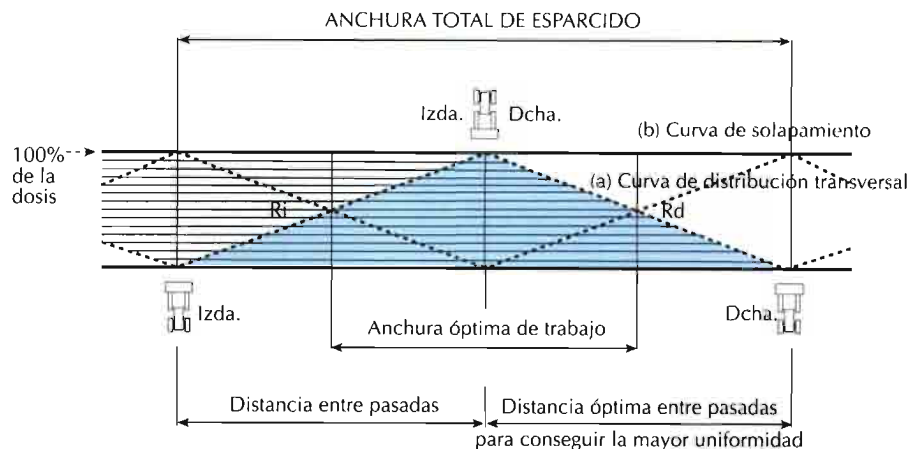 ANCHURA TOTAL DE ESPARCIDO
Izda.
Dcha.
(b) Curva de solapamiento
100%
de la
dosis
(a) Curva de distribución transversal
Ri
Rd
Izda.
Dcha.
Anchura óptima de trabajo
Distancia entre pasadas
Distancia óptima entre pasadas
para conseguir la mayor uniformidad